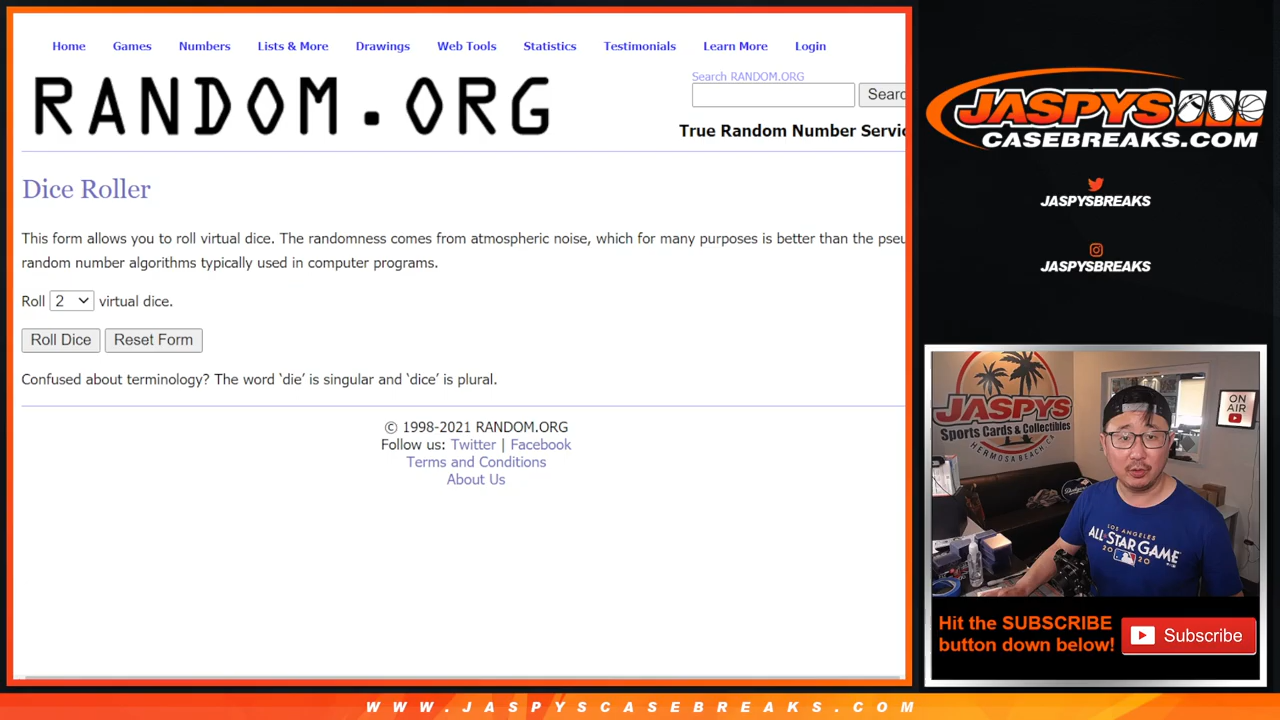 Home Games Numbers Lists & More Drawings Web Tools Statistics Testimonials Learn More Login
RANDOM.ORG
Search RANDOM.ORG
Searc
True Random Number Servic
Dice Roller
This form allows you to roll virtual dice. The randomness comes from atmospheric noise, which for many purposes is better than the pseu
random number algorithms typically used in computer programs.
Roll 2 virtual dice.
Roll Dice Reset Form
Confused about terminology? The word ‘die’ is singular and ‘dice’ is plural.
© 1998-2021 RANDOM.ORG
Follow us: Twitter | Facebook
Terms and Conditions
About Us
JASPYS
CASEBREAKS.COM
JASPYSBREAKS
JASPYSBREAKS
JASPYS
Sports Cards & Collectibles
HERMOSA BEACH, CA
ON
AIR
Dodgers
LOS ANGELES
ALL STAR GAME
2020
Hit the SUBSCRIBE
button down below!
Subscribe
WWW.JASPYSCASEBREAKS.COM